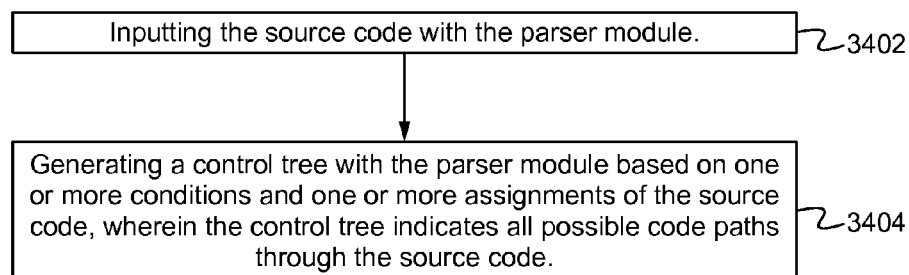 Inputting the source code with the parser module.
3402
Generating a control tree with the parser module based on one
or more conditions and one or more assignments of the source
code, wherein the control tree indicates all possible code paths
through the source code.
3404